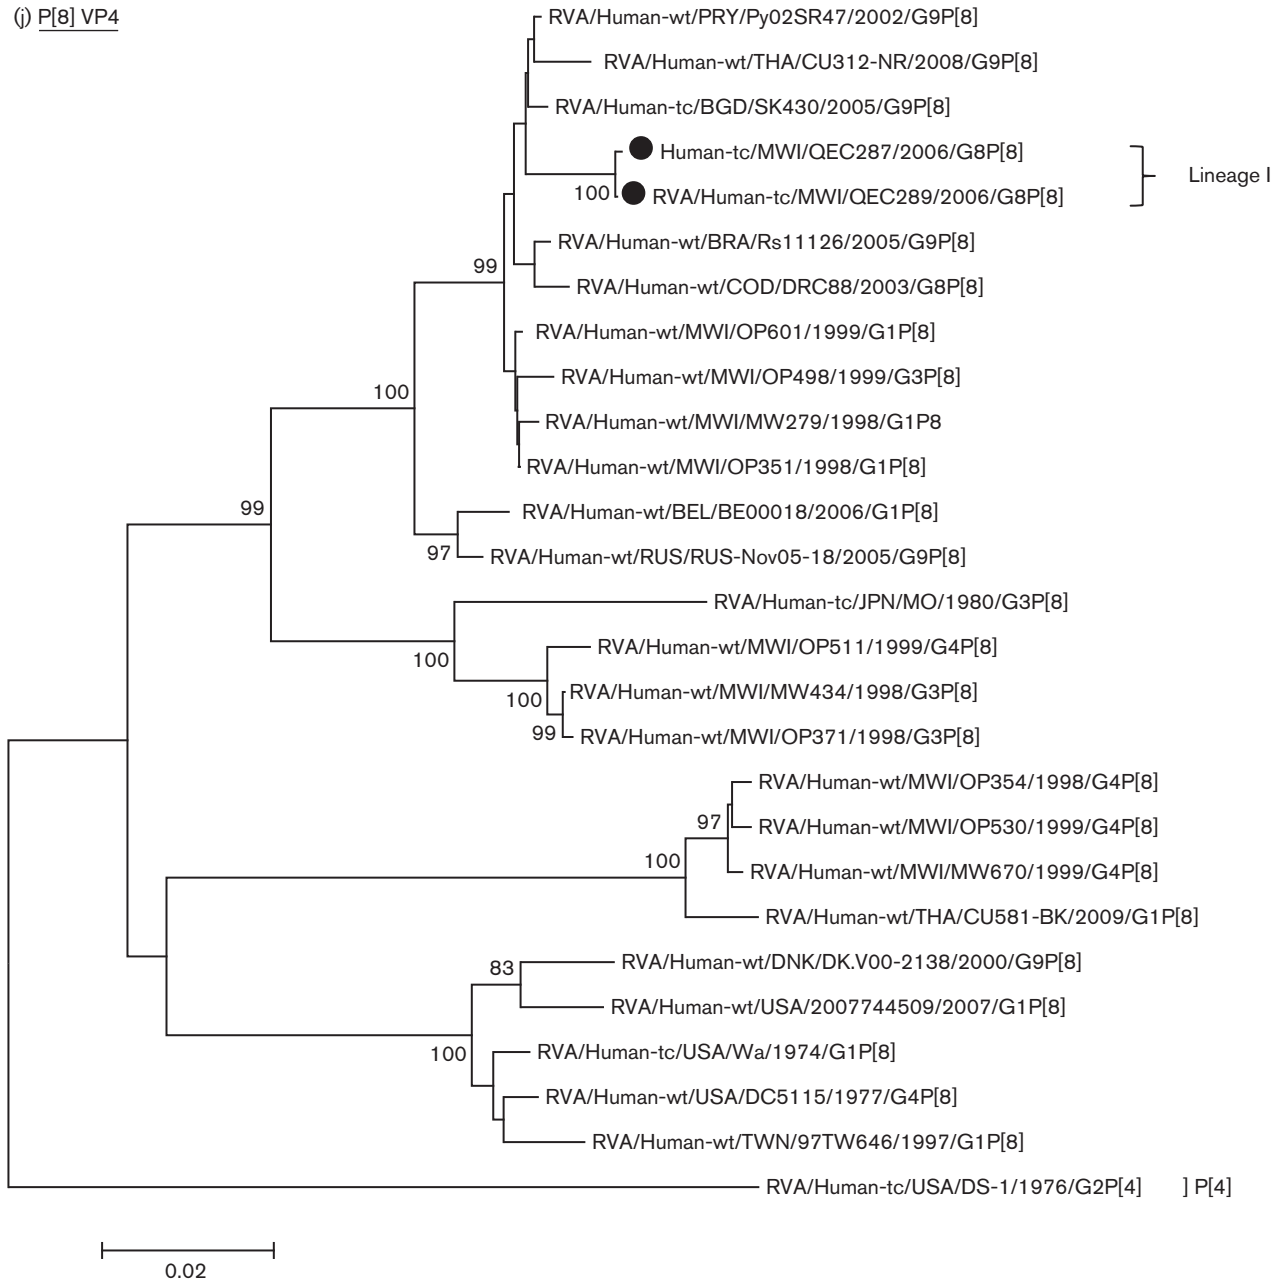 (j) P[8] VP4
RVA/Human-wt/PRY/Py02SR47/2002/G9P[8]
RVA/Human-wt/THA/CU312-NR/2008/G9P[8]
RVA/Human-tc/BGD/SK430/2005/G9P[8]
Human-tc/MWI/QEC287/2006/G8P[8]
Lineage I
100
RVA/Human-tc/MWI/QEC289/2006/G8P[8]
RVA/Human-wt/BRA/Rs11126/2005/G9P[8]
99
RVA/Human-wt/COD/DRC88/2003/G8P[8]
RVA/Human-wt/MWI/OP601/1999/G1P[8]
RVA/Human-wt/MWI/OP498/1999/G3P[8]
100
RVA/Human-wt/MWI/MW279/1998/G1P8
RVA/Human-wt/MWI/OP351/1998/G1P[8]
99
RVA/Human-wt/BEL/BE00018/2006/G1P[8]
97
RVA/Human-wt/RUS/RUS-Nov05-18/2005/G9P[8]
RVA/Human-tc/JPN/MO/1980/G3P[8]
100
RVA/Human-wt/MWI/OP511/1999/G4P[8]
100
RVA/Human-wt/MWI/MW434/1998/G3P[8]
99
RVA/Human-wt/MWI/OP371/1998/G3P[8]
RVA/Human-wt/MWI/OP354/1998/G4P[8]
97
RVA/Human-wt/MWI/OP530/1999/G4P[8]
100
RVA/Human-wt/MWI/MW670/1999/G4P[8]
RVA/Human-wt/THA/CU581-BK/2009/G1P[8]
83
RVA/Human-wt/DNK/DK.V00-2138/2000/G9P[8]
RVA/Human-wt/USA/2007744509/2007/G1P[8]
100
RVA/Human-tc/USA/Wa/1974/G1P[8]
RVA/Human-wt/USA/DC5115/1977/G4P[8]
RVA/Human-wt/TWN/97TW646/1997/G1P[8]
RVA/Human-tc/USA/DS-1/1976/G2P[4] ] P[4]
0.02